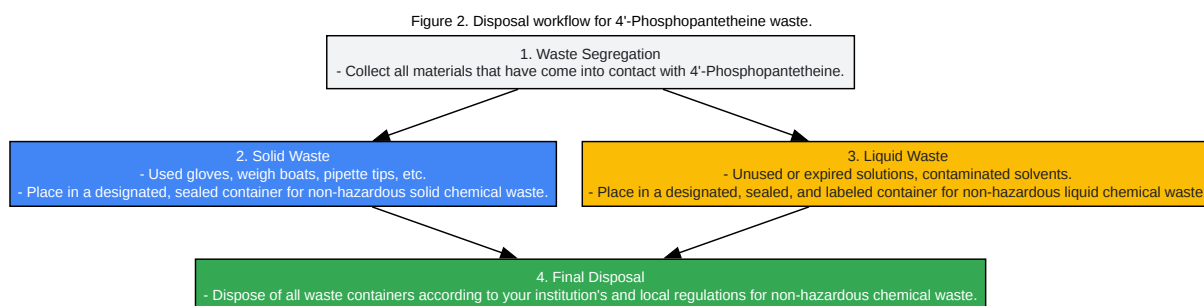 Figure 2. Disposal workflow for 4'-Phosphopantetheine waste.
1. Waste Segregation
- Collect all materials that have come into contact with 4'-Phosphopantetheine.
2. Solid Waste
- Used gloves, weigh boats, pipette tips, etc.
- Place in a designated, sealed container for non-hazardous solid chemical waste.
3. Liquid Waste
- Unused or expired solutions, contaminated solvents.
- Place in a designated, sealed, and labeled container for non-hazardous liquid chemical waste
4. Final Disposal
- Dispose of all waste containers according to your institution's and local regulations for non-hazardous chemical waste.